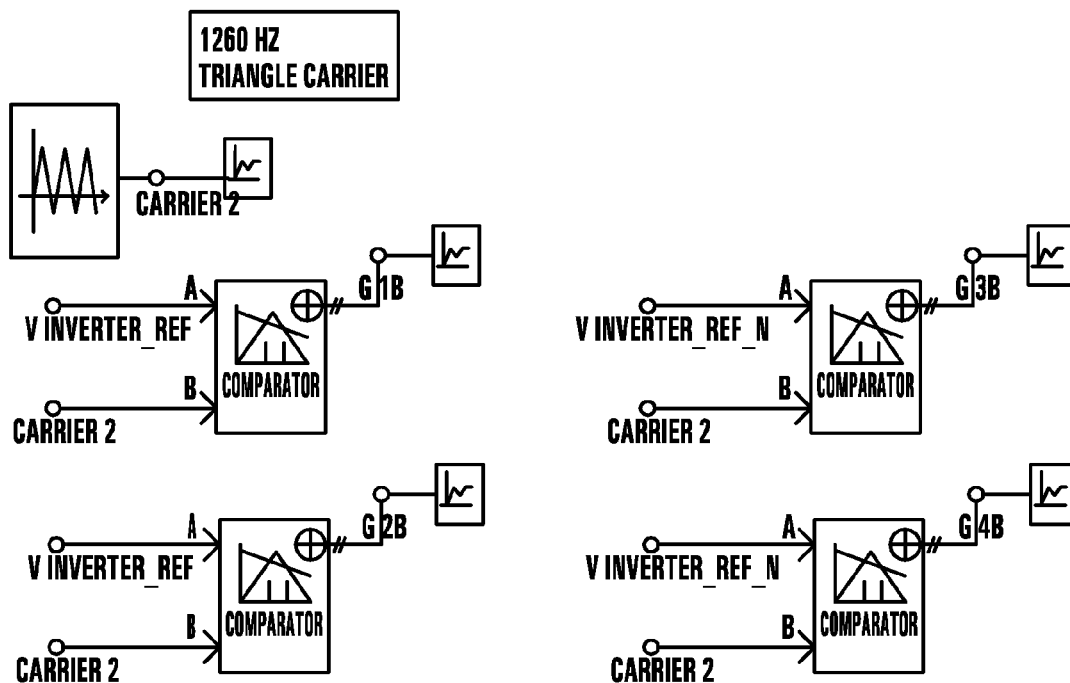 1260 HZ
TRIANGLE CARRIER
CARRIER 2
A
G 1B
V INVERTER_REF
B
COMPARATOR
CARRIER 2
A
G 3B
V INVERTER_REF_N
B
COMPARATOR
CARRIER 2
A
G 2B
V INVERTER_REF
B
COMPARATOR
CARRIER 2
A
G 4B
V INVERTER_REF_N
B
COMPARATOR
CARRIER 2